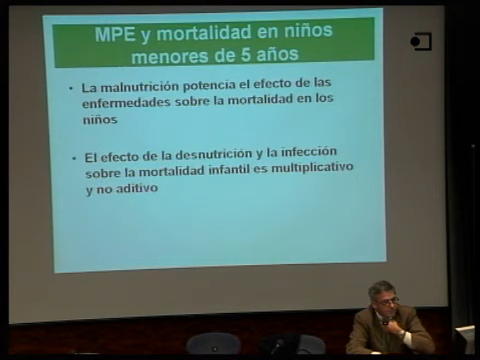 MPE y mortalidad en niños
menores de 5 años
• La malnutrición potencia el efecto de las
enfermedades sobre la mortalidad en los
niños
• El efecto de la desnutrición y la infección
sobre la mortalidad infantil es multiplicativo
y no aditivo